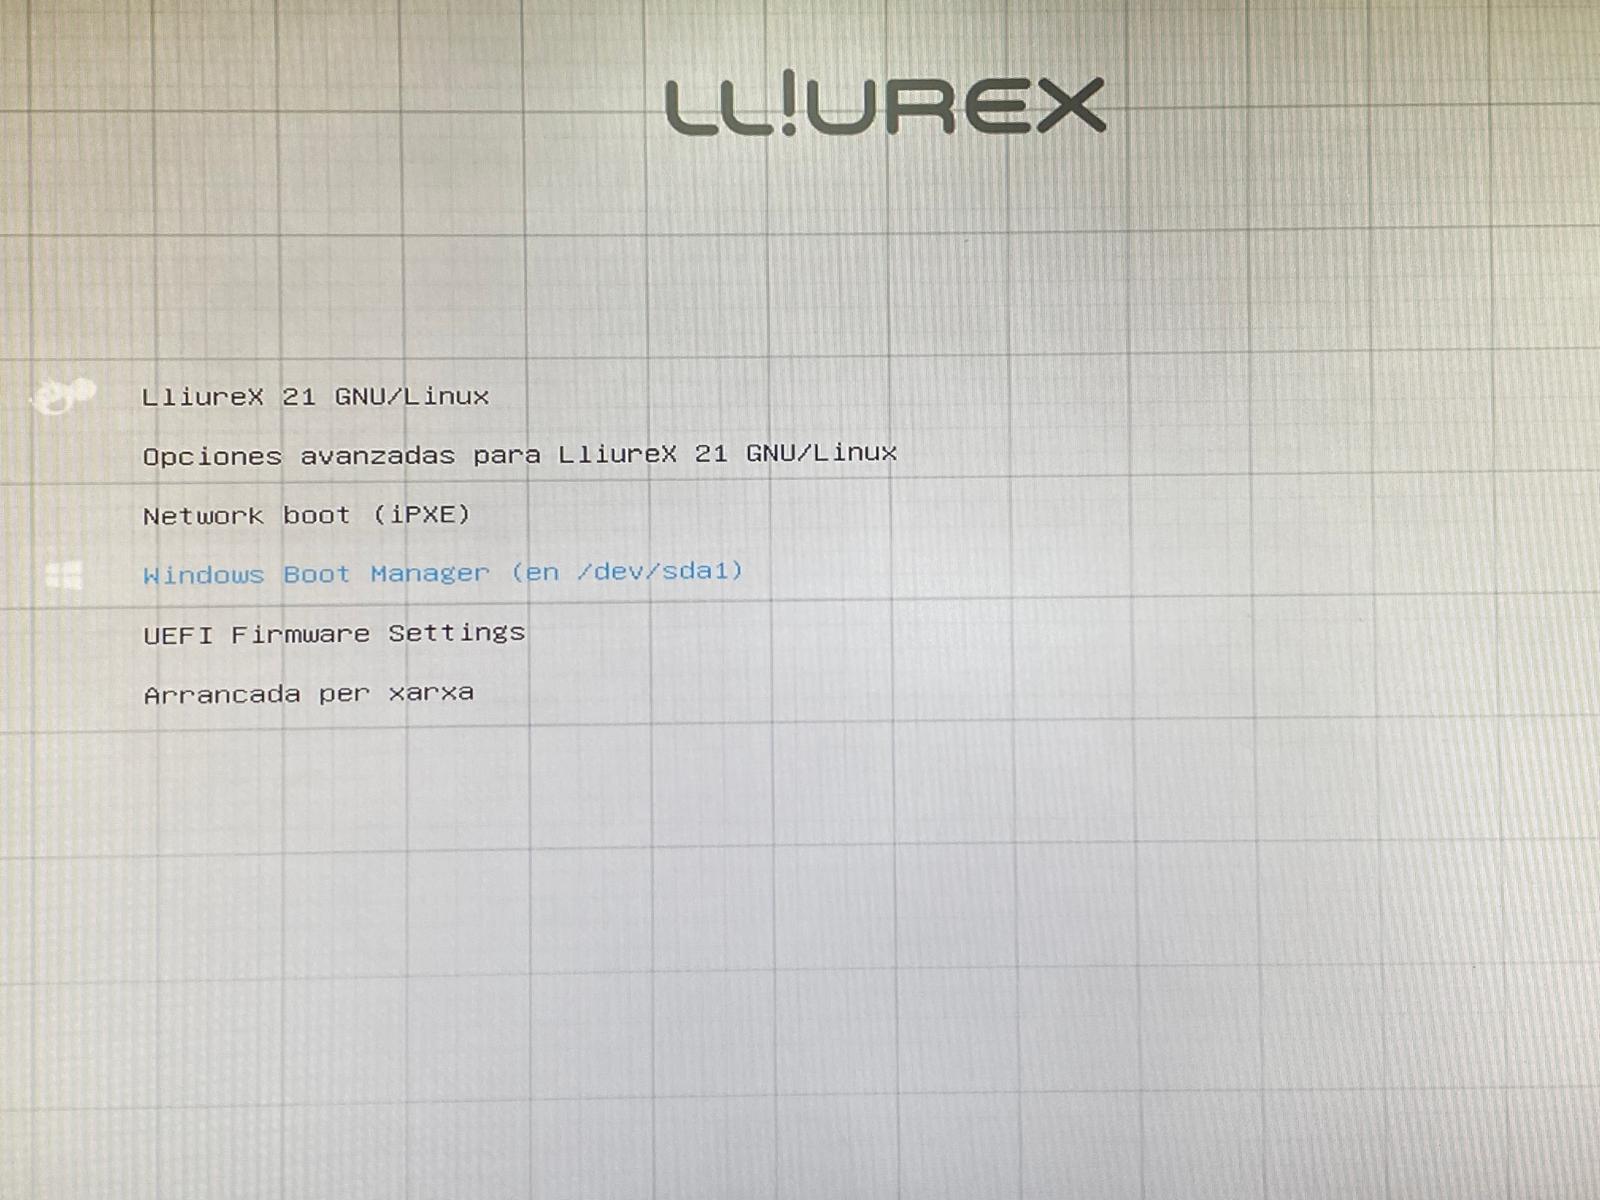 LL!UREX
LliureX 21 GNU/Linux
Opciones avanzadas para LliureX 21 GNU/Linux
Network boot (iPXE)
Windows Boot Manager (en /dev/sda1)
UEFI Firmware Settings
Arrancada per xarxa